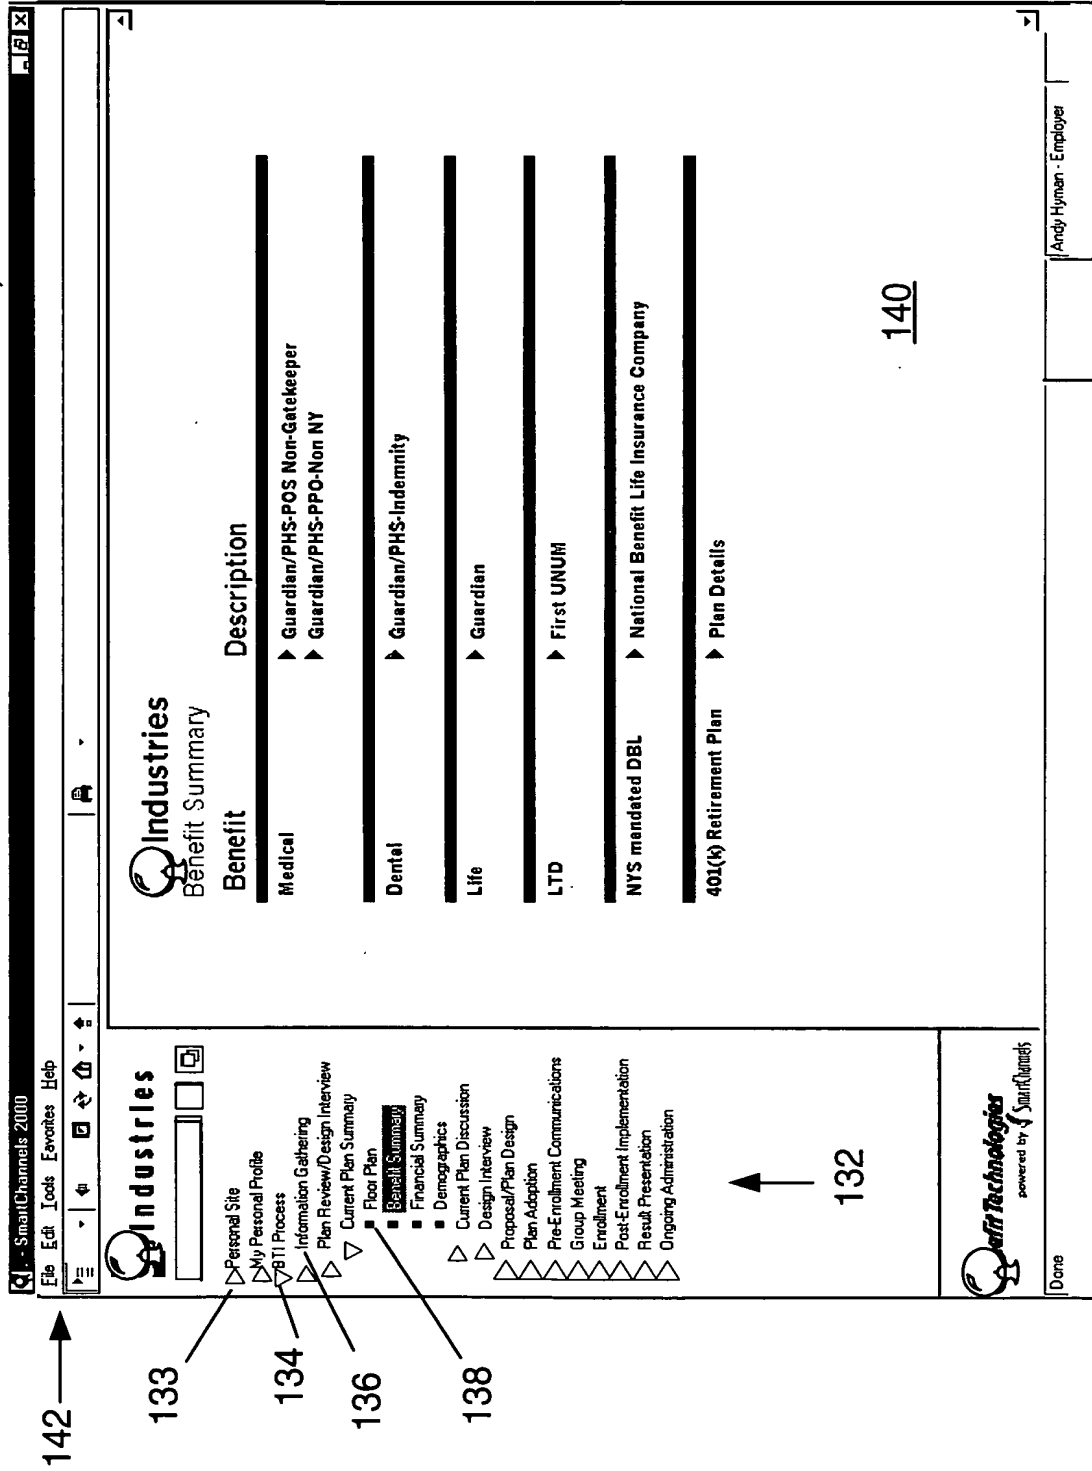 - SmartChannels 2000
File Edit Tools Favorites Help
Industries
Personal Site
My Personal Profile
BTI Process
Information Gathering
Plan Review/Design Interview
Current Plan Summary
Floor Plan
Benefit Summary
Financial Summary
Demographics
Current Plan Discussion
Design Interview
Proposal/Plan Design
Plan Adoption
Pre-Enrollment Communications
Group Meeting
Enrollment
Post-Enrollment Implementation
Result Presentation
Ongoing Administration
Technologies
powered by SmartChannels
Industries
Benefit Summary
Benefit Description
Medical Guardian/PHS-POS Non-Gatekeeper
Guardian/PHS-PPO-Non NY
Dental Guardian/PHS-Indemnity
Life Guardian
LTD First UNUM
NYS mandated DBL National Benefit Life Insurance Company
401(k) Retirement Plan Plan Details
Done
Andy Hyman - Employer
142
133
134
136
138
132
140